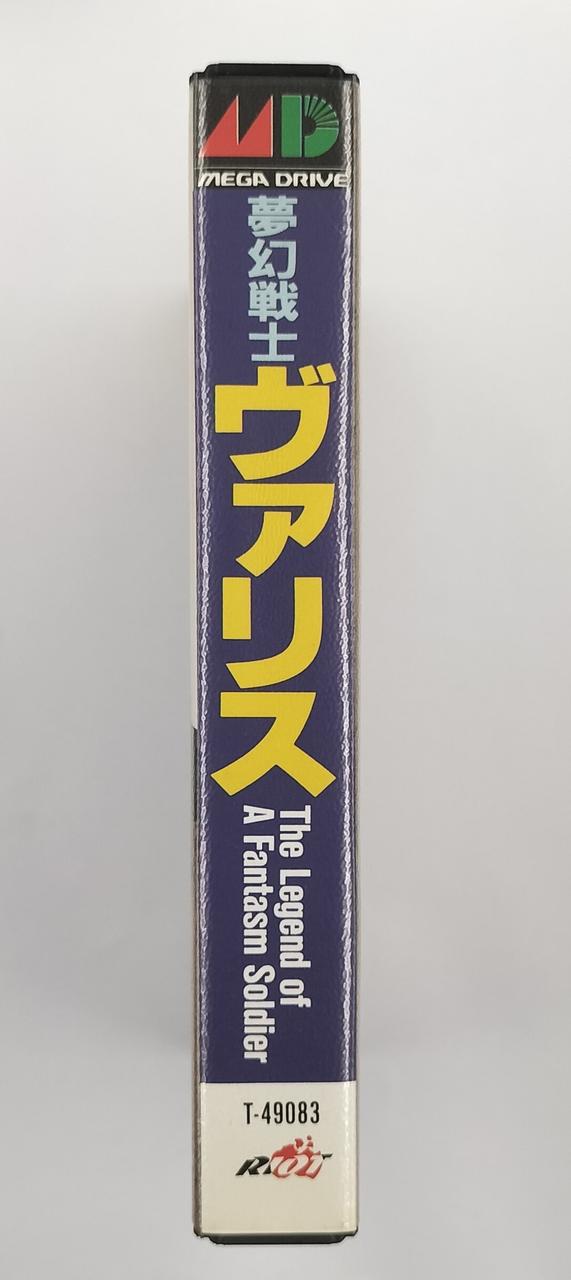 MD
MEGA DRIVE
夢幻戦士
ヴァリス
The Legend of
A Fantasm Soldier
T-49083
RIOT